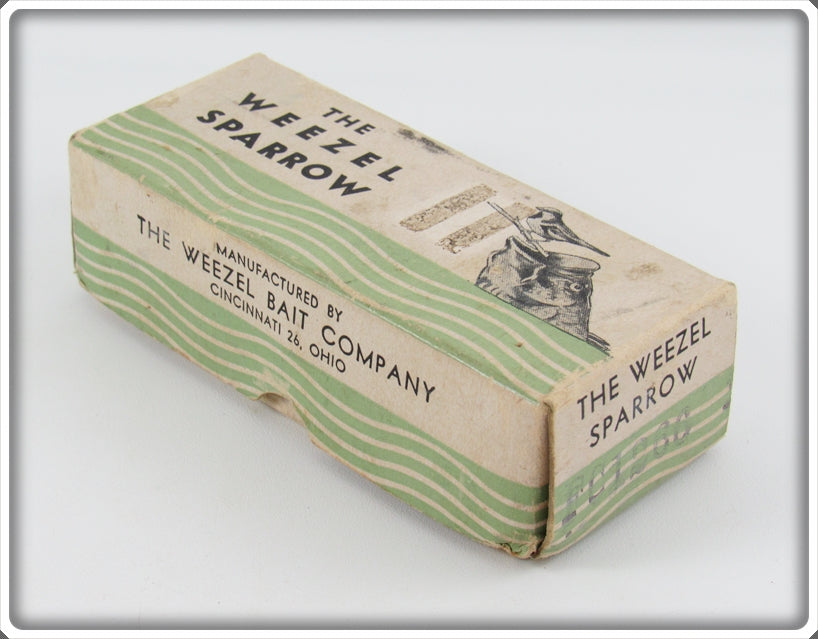 THE
WEEZEL
SPARROW
MANUFACTURED BY
THE WEEZEL BAIT COMPANY
CINCINNATI 26, OHIO
THE WEEZEL
SPARROW